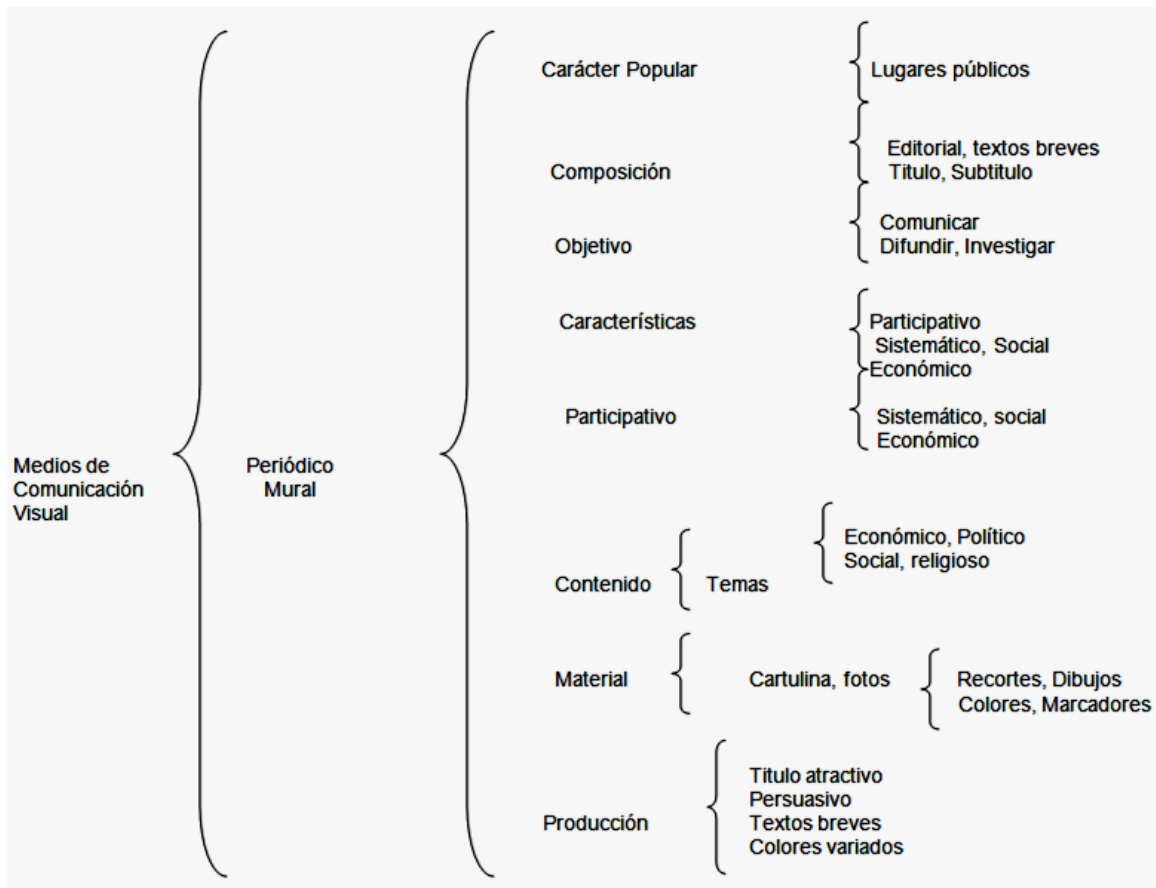 Medios de
Comunicación
Visual
Periódico
Mural
Carácter Popular
Lugares públicos
Composición
Editorial, textos breves
Titulo, Subtitulo
Objetivo
Comunicar
Difundir, Investigar
Características
Participativo
Sistemático, Social
Económico
Participativo
Sistemático, social
Económico
Contenido
Temas
Económico, Político
Social, religioso
Material
Cartulina, fotos
Recortes, Dibujos
Colores, Marcadores
Producción
Titulo atractivo
Persuasivo
Textos breves
Colores variados